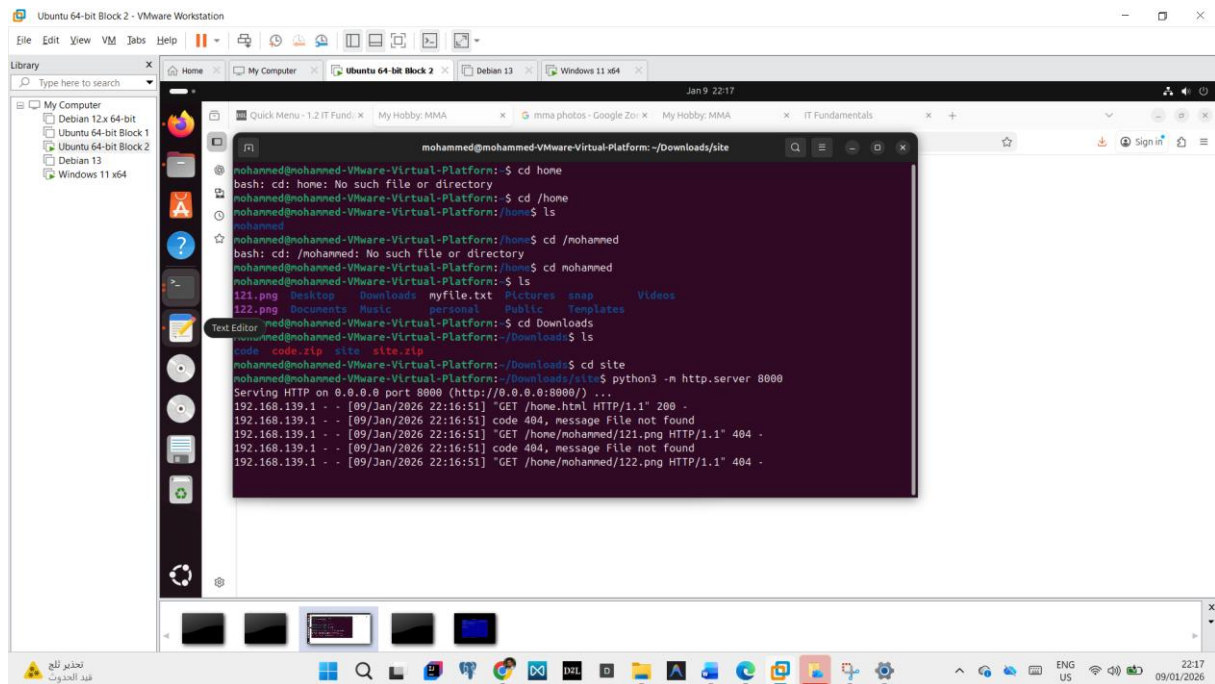 Ubuntu 64-bit Block 2 - VMware Workstation
File Edit View VM Tabs Help
Library
Type here to search
My Computer
Debian 12.x 64-bit
Ubuntu 64-bit Block 1
Ubuntu 64-bit Block 2
Debian 13
Windows 11 x64
Home My Computer Ubuntu 64-bit Block 2 Debian 13 Windows 11 x64
Jan 9 22:17
Quick Menu - 1.2 IT Fund: My Hobby: MMA mma photos - Google Zo My Hobby: MMA IT Fundamentals
Sign in
mohammed@mohammed-VMware-Virtual-Platform: ~/Downloads/site
mohammed@mohammed-VMware-Virtual-Platform:~$ cd home
bash: cd: home: No such file or directory
mohammed@mohammed-VMware-Virtual-Platform:~$ cd /home
mohammed@mohammed-VMware-Virtual-Platform:/home$ ls
mohammed
mohammed@mohammed-VMware-Virtual-Platform:/home$ cd /mohammed
bash: cd: /mohammed: No such file or directory
mohammed@mohammed-VMware-Virtual-Platform:/home$ cd mohammed
mohammed@mohammed-VMware-Virtual-Platform:~$ ls
121.png Desktop Downloads myfile.txt Pictures snap Videos
122.png Documents Music personal Public Templates
Text Editor
mohammed@mohammed-VMware-Virtual-Platform:~$ cd Downloads
mohammed@mohammed-VMware-Virtual-Platform:~/Downloads$ ls
code code.zip site site.zip
mohammed@mohammed-VMware-Virtual-Platform:~/Downloads$ cd site
mohammed@mohammed-VMware-Virtual-Platform:~/Downloads/site$ python3 -m http.server 8000
Serving HTTP on 0.0.0.0 port 8000 (http://0.0.0.0:8000/) ...
192.168.139.1 - - [09/Jan/2026 22:16:51] "GET /home.html HTTP/1.1" 200 -
192.168.139.1 - - [09/Jan/2026 22:16:51] code 404, message File not found
192.168.139.1 - - [09/Jan/2026 22:16:51] "GET /home/mohammed/121.png HTTP/1.1" 404 -
192.168.139.1 - - [09/Jan/2026 22:16:51] code 404, message File not found
192.168.139.1 - - [09/Jan/2026 22:16:51] "GET /home/mohammed/122.png HTTP/1.1" 404 -
تحذير ثلج
قيد الحدوث
D2L
ENG
US
22:17
09/01/2026